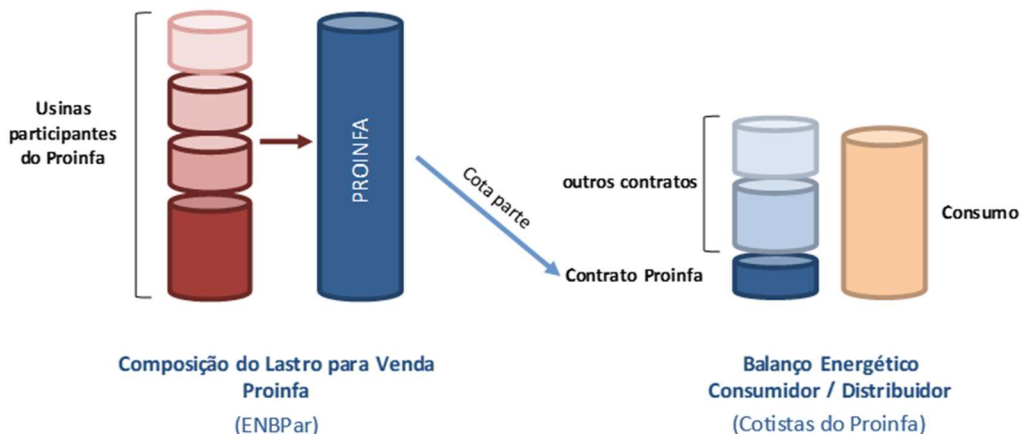 Usinas
participantes
do Proinfa
PROINFA
Cota parte
outros contratos
Contrato Proinfa
Consumo
Composição do Lastro para Venda
Proinfa
(ENBPar)
Balanço Energético
Consumidor / Distribuidor
(Cotistas do Proinfa)